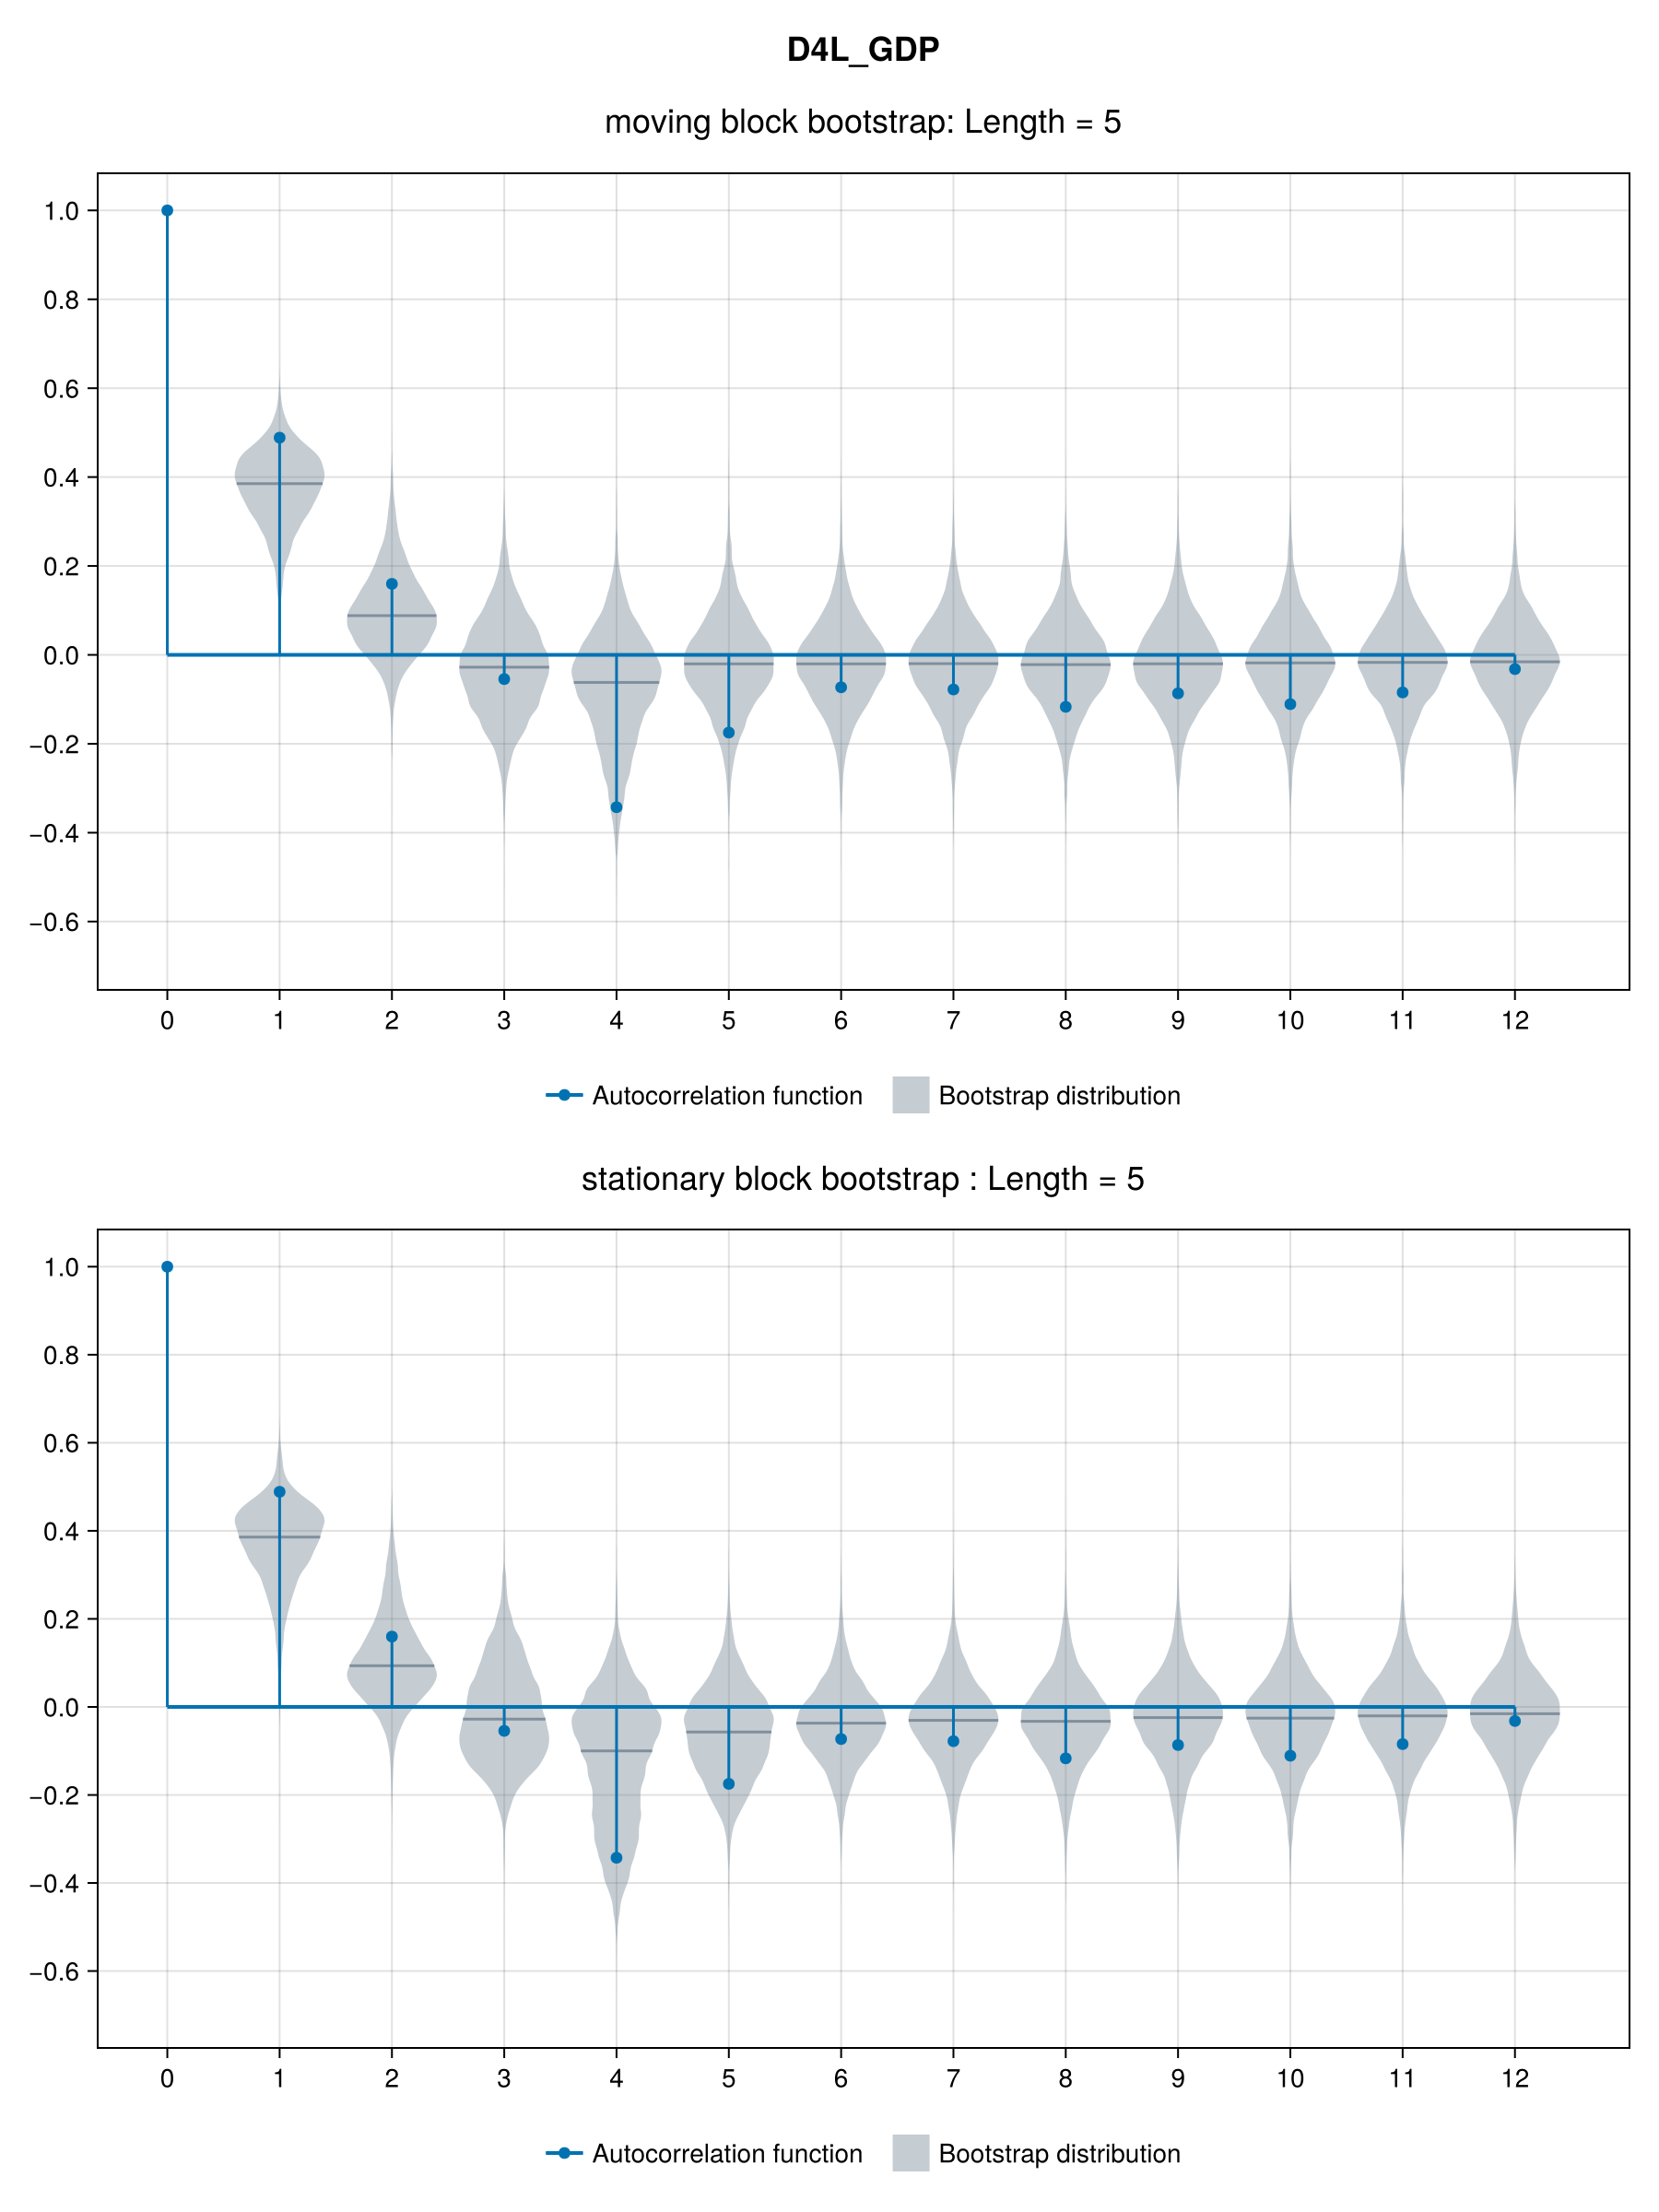 D4L_GDP
moving block bootstrap: Length = 5
1.0
0.8
0.6
0.4
0.2
0.0
−0.2
−0.4
−0.6
0 1 2 3 4 5 6 7 8 9 10 11 12
Autocorrelation function Bootstrap distribution
stationary block bootstrap : Length = 5
1.0
0.8
0.6
0.4
0.2
0.0
−0.2
−0.4
−0.6
0 1 2 3 4 5 6 7 8 9 10 11 12
Autocorrelation function Bootstrap distribution